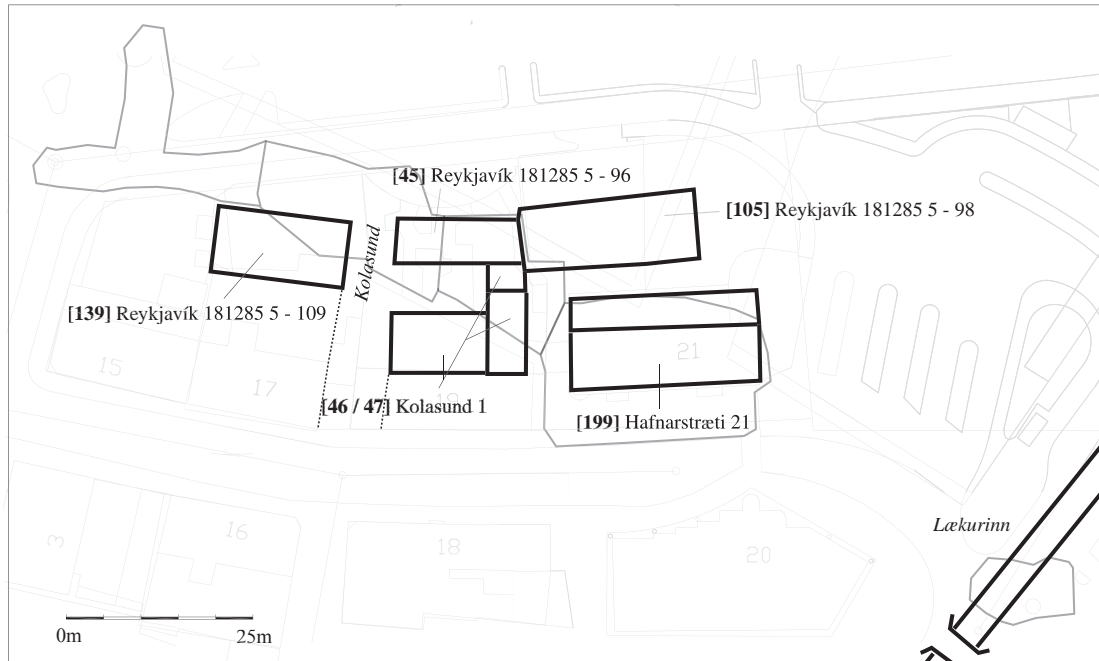 [45] Reykjavík 181285 5 - 96
[105] Reykjavík 181285 5 - 98
Kolasund
[139] Reykjavík 181285 5 - 109
15
17
19
21
[46 / 47] Kolasund 1
[199] Hafnarstræti 21
3
16
18
20
Lækurinn
0m
25m